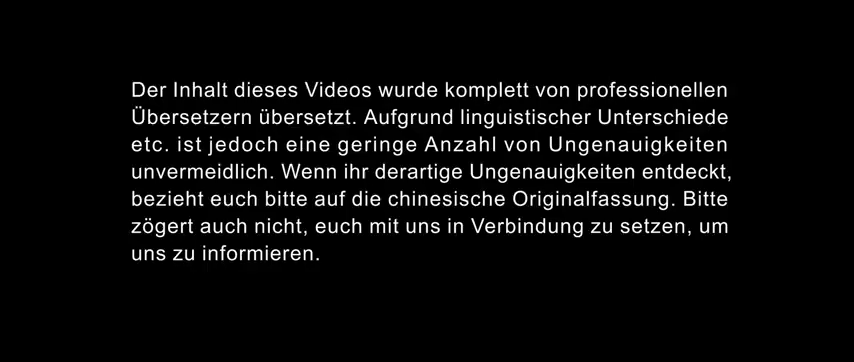 Der Inhalt dieses Videos wurde komplett von professionellen
Übersetzern übersetzt. Aufgrund linguistischer Unterschiede
etc. ist jedoch eine geringe Anzahl von Ungenauigkeiten
unvermeidlich. Wenn ihr derartige Ungenauigkeiten entdeckt,
bezieht euch bitte auf die chinesische Originalfassung. Bitte
zögert auch nicht, euch mit uns in Verbindung zu setzen, um
uns zu informieren.